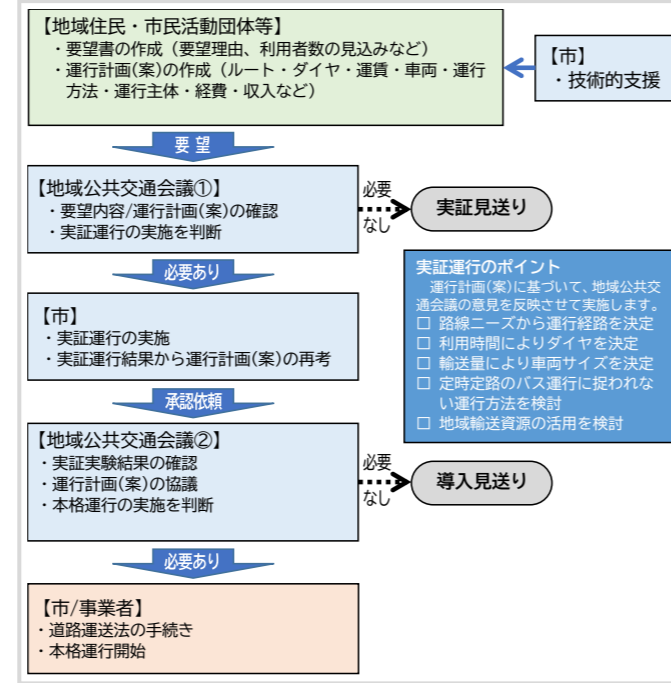 【地域住民・市民活動団体等】
・要望書の作成（要望理由、利用者数の見込みなど）
・運行計画(案)の作成（ルート・ダイヤ・運賃・車両・運行
方法・運行主体・経費・収入など）
【市】
・技術的支援
要望
【地域公共交通会議①】
・要望内容/運行計画(案)の確認
・実証運行の実施を判断
必要
なし
実証見送り
必要あり
【市】
・実証運行の実施
・実証運行結果から運行計画(案)の再考
実証運行のポイント
運行計画(案)に基づいて、地域公共交
通会議の意見を反映させて実施します。
□ 路線ニーズから運行経路を決定
□ 利用時間によりダイヤを決定
□ 輸送量により車両サイズを決定
□ 定時定路のバス運行に捉われな
い運行方法を検討
□ 地域輸送資源の活用を検討
承認依頼
【地域公共交通会議②】
・実証実験結果の確認
・運行計画(案)の協議
・本格運行の実施を判断
必要
なし
導入見送り
必要あり
【市/事業者】
・道路運送法の手続き
・本格運行開始